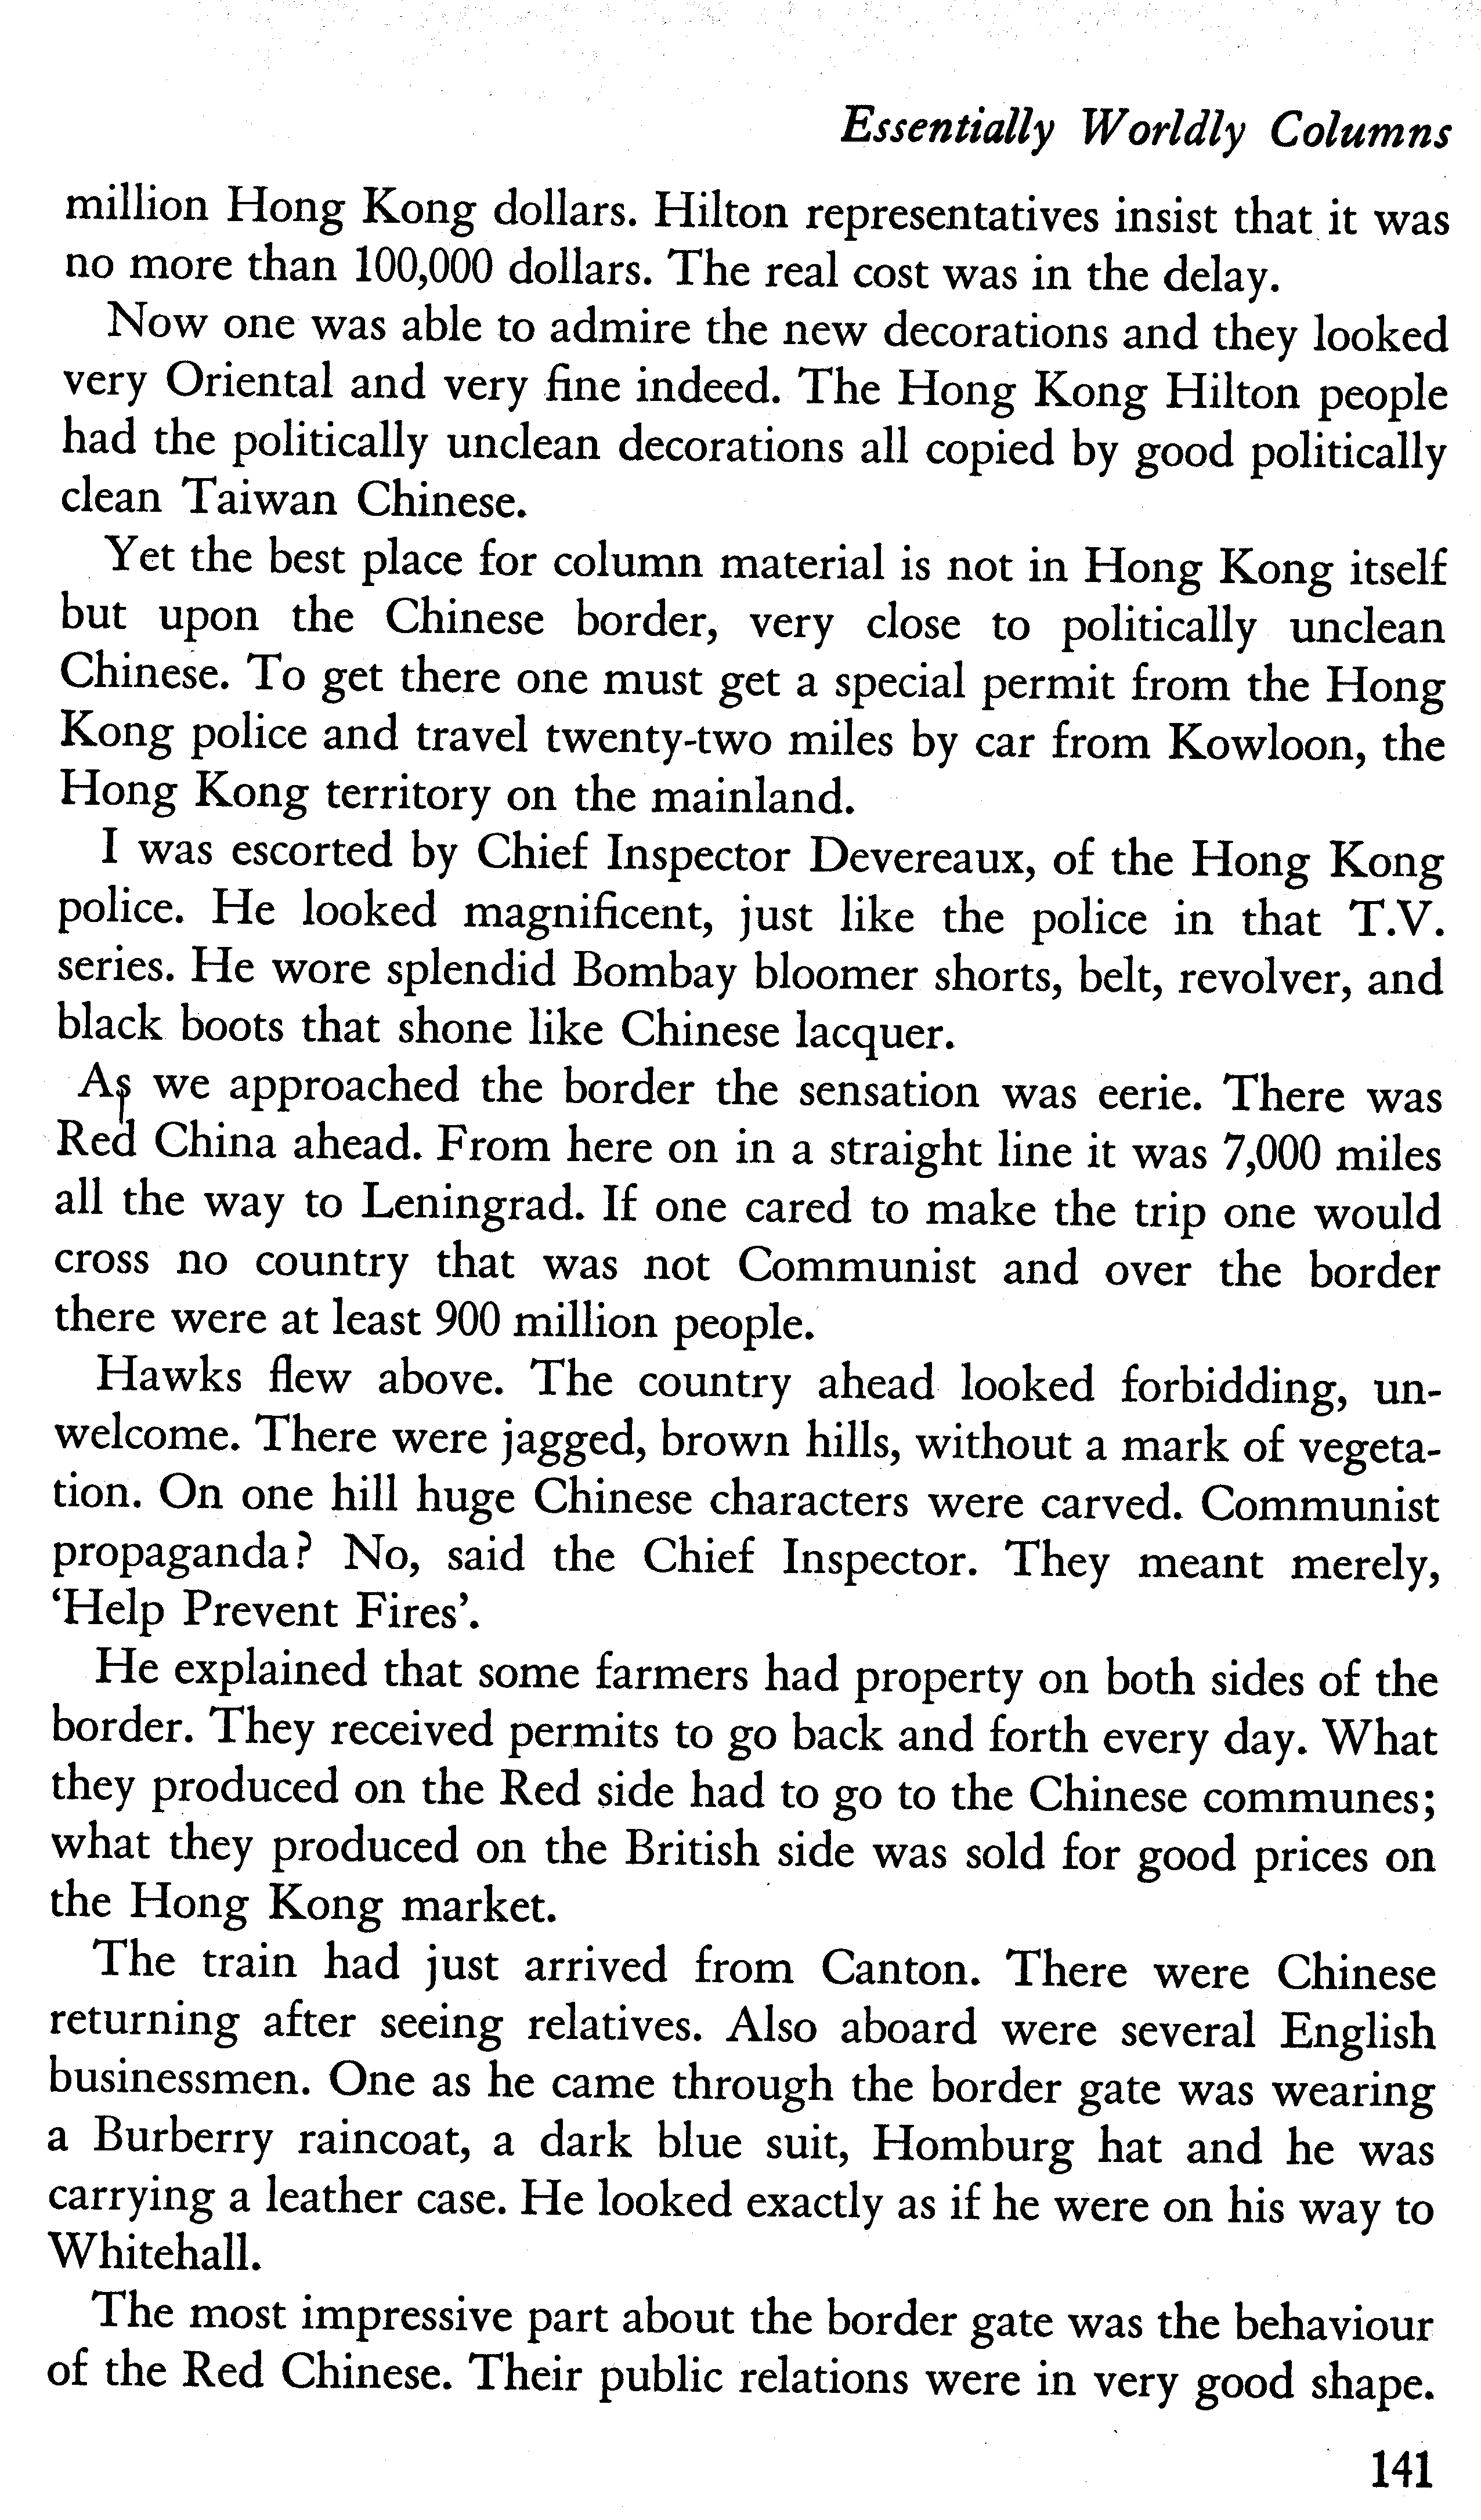 Essentially Worldly Columns
million Hong Kong dollars. Hilton representatives insist that it was
no more than 100,000 dollars. The real cost was in the delay.
Now one was able to admire the new decorations and they looked
very Oriental and very fine indeed. The Hong Kong Hilton people
had the politically unclean decorations all copied by good politically
clean Taiwan Chinese.
Yet the best place for column material is not in Hong Kong itself
but upon the Chinese border, very close to politically unclean
Chinese. To get there one must get a special permit from the Hong
Kong police and travel twenty-two miles by car from Kowloon, the
Hong Kong territory on the mainland.
I was escorted by Chief Inspector Devereaux, of the Hong Kong
police. He looked magnificent, just like the police in that T.V.
series. He wore splendid Bombay bloomer shorts, belt, revolver, and
black boots that shone like Chinese lacquer.
As we approached the border the sensation was eerie. There was
Red China ahead. From here on in a straight line it was 7,000 miles
all the way to Leningrad. If one cared to make the trip one would
cross no country that was not Communist and over the border
there were at least 900 million people.
Hawks flew above. The country ahead looked forbidding, un-
welcome. There were jagged, brown hills, without a mark of vegeta-
tion. On one hill huge Chinese characters were carved. Communist
propaganda? No, said the Chief Inspector. They meant merely,
‘Help Prevent Fires’.
He explained that some farmers had property on both sides of the
border. They received permits to go back and forth every day. What
they produced on the Red side had to go to the Chinese communes;
what they produced on the British side was sold for good prices on
the Hong Kong market.
The train had just arrived from Canton. There were Chinese
returning after seeing relatives. Also aboard were several English
businessmen. One as he came through the border gate was wearing
a Burberry raincoat, a dark blue suit, Homburg hat and he was
carrying a leather case. He looked exactly as if he were on his way to
Whitehall.
The most impressive part about the border gate was the behaviour
of the Red Chinese. Their public relations were in very good shape.
141